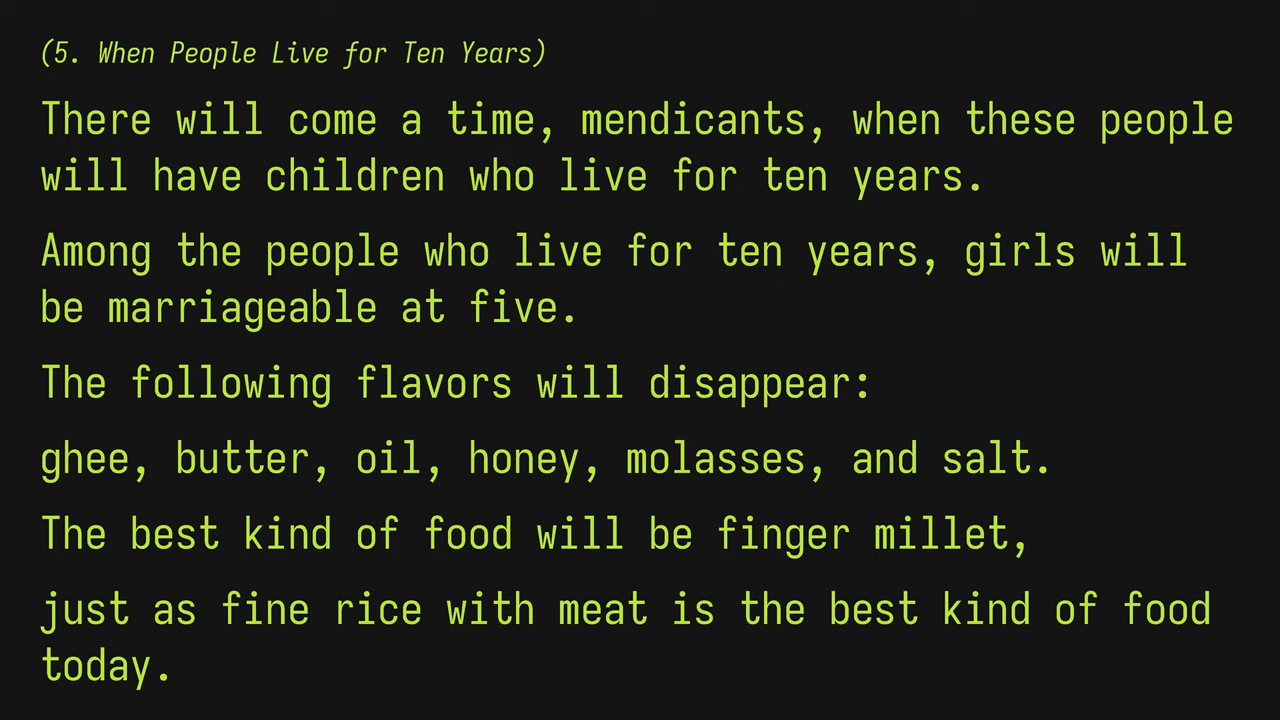 (5. When People Live for Ten Years)
There will come a time, mendicants, when these people
will have children who live for ten years.
Among the people who live for ten years, girls will
be marriageable at five.
The following flavors will disappear:
ghee, butter, oil, honey, molasses, and salt.
The best kind of food will be finger millet,
just as fine rice with meat is the best kind of food
today.